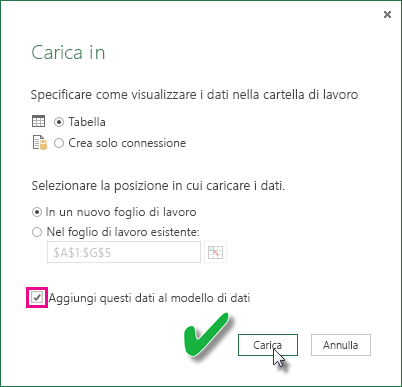 Carica in
Specificare come visualizzare i dati nella cartella di lavoro
Tabella
Crea solo connessione
Selezionare la posizione in cui caricare i dati.
In un nuovo foglio di lavoro
Nel foglio di lavoro esistente:
$A$1:$G$5
Aggiungi questi dati al modello di dati
Carica Annulla